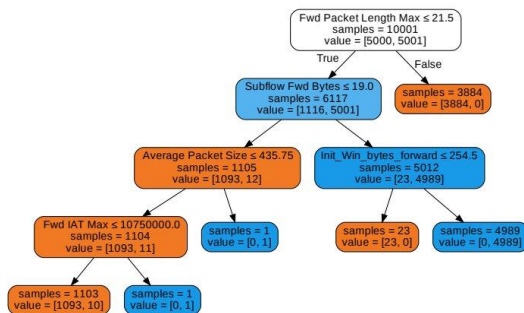 Fwd Packet Length Max ≤ 21.5
samples = 10001
value = [5000, 5001]
True
False
Subflow Fwd Bytes ≤ 19.0
samples = 6117
value = [1116, 5001]
samples = 3884
value = [3884, 0]
Average Packet Size ≤ 435.75
samples = 1105
value = [1093, 12]
Init_Win_bytes_forward ≤ 254.5
samples = 5012
value = [23, 4989]
Fwd IAT Max ≤ 10750000.0
samples = 1104
value = [1093, 11]
samples = 1
value = [0, 1]
samples = 23
value = [23, 0]
samples = 4989
value = [0, 4989]
samples = 1103
value = [1093, 10]
samples = 1
value = [0, 1]